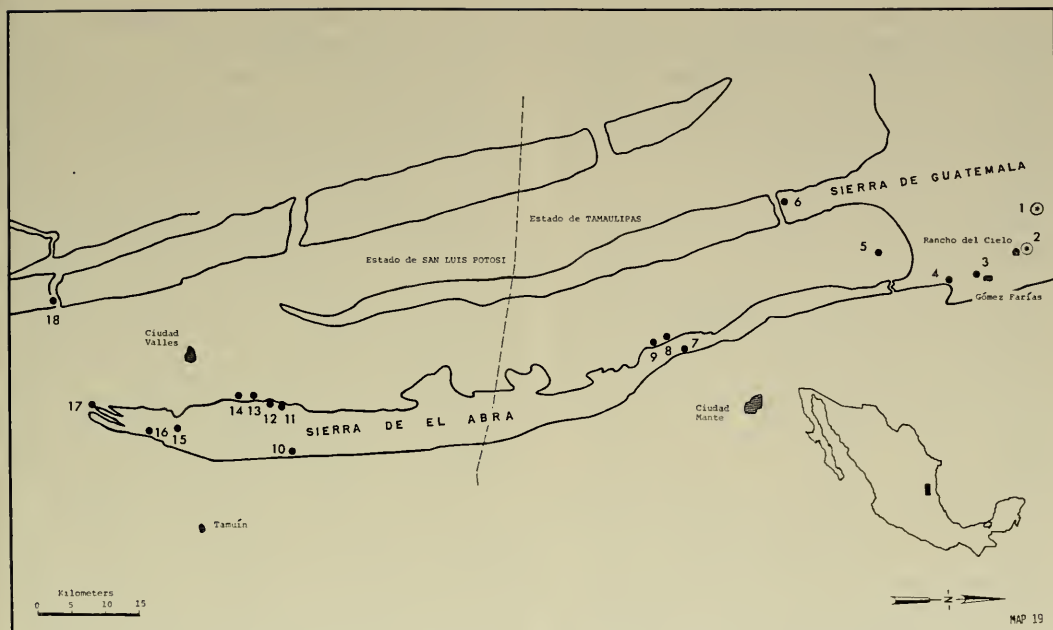 SIERRA DE GUATEMALA
6
1
Estado de TAMAULIPAS
Rancho del Cielo
2
5
Estado de SAN LUIS POTOSI
3
4
Gómez Farías
18
Ciudad
Valles
9
8
7
17
14
13
12
11
SIERRA DE EL ABRA
Ciudad
Mante
16
15
10
Tamuín
Kilometers
0 5 10 15
N
MAP 19